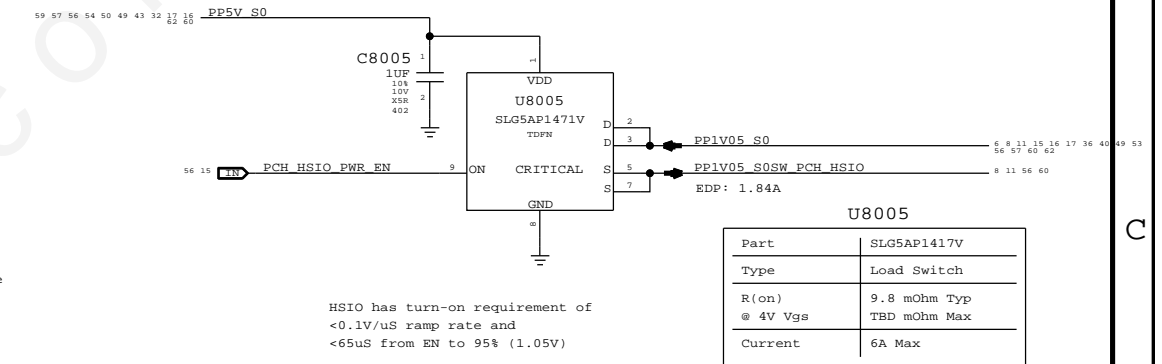 59 57 56 54 50 49 43 32 17 16 PP5V_S0
62 60
C8005 1
1UF
10%
10V
X5R 2
402
1
VDD
U8005
SLG5AP1471V
TDFN
D 2
D 3 PP1V05_S0 6 8 11 15 16 17 36 40 49 53
56 57 60 62
56 15 IN PCH_HSIO_PWR_EN 9 ON CRITICAL S 5 PP1V05_S0SW_PCH_HSIO 8 11 56 60
S 7 EDP: 1.84A
GND
8
U8005
C
Part SLG5AP1417V
Type Load Switch
R(on) 9.8 mOhm Typ
@ 4V Vgs TBD mOhm Max
Current 6A Max
e
HSIO has turn-on requirement of
<0.1V/uS ramp rate and
<65uS from EN to 95% (1.05V)